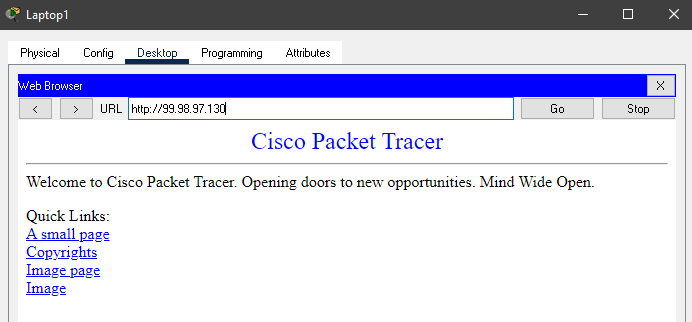 Laptop1
Physical Config Desktop Programming Attributes
Web Browser X
< > URL http://99.98.97.130 Go Stop
Cisco Packet Tracer
Welcome to Cisco Packet Tracer. Opening doors to new opportunities. Mind Wide Open.
Quick Links:
A small page
Copyrights
Image page
Image